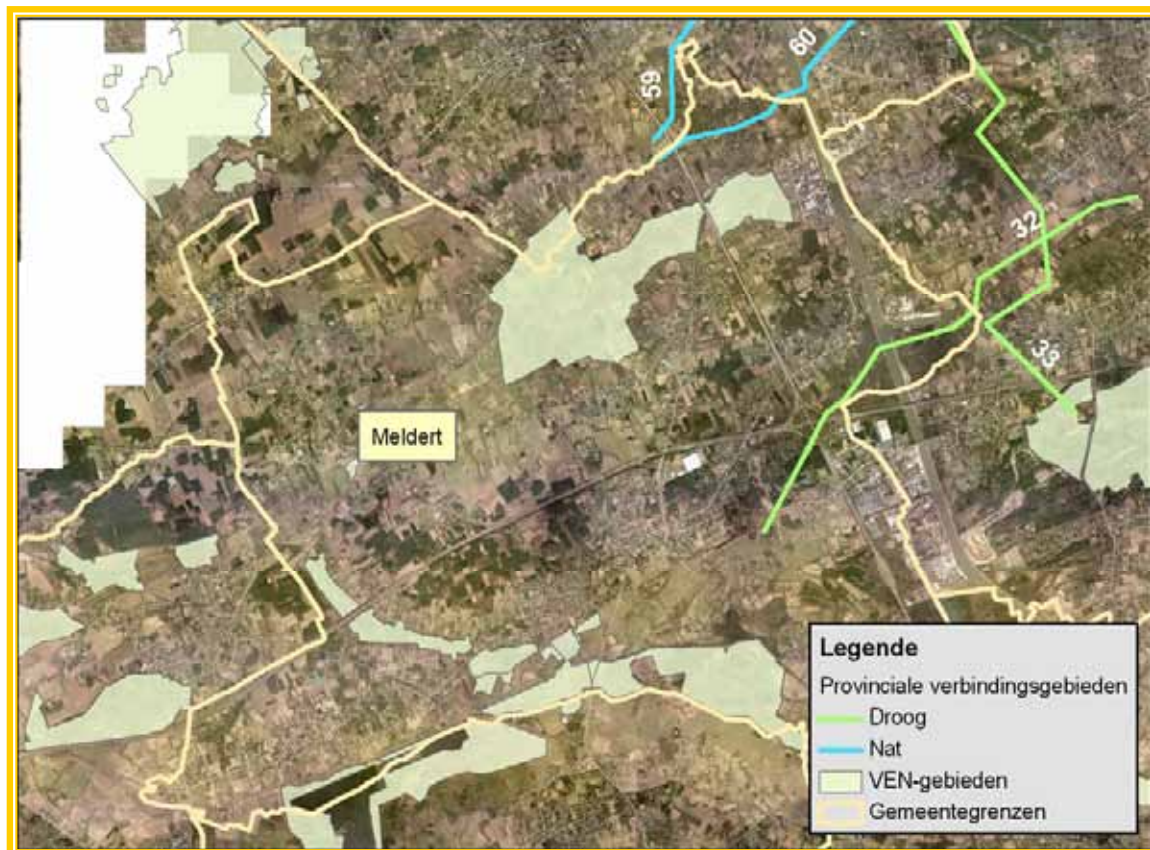 59
60
32
33
Meldert
Legende
Provinciale verbindingsgebieden
Droog
Nat
VEN-gebieden
Gemeentegrenzen